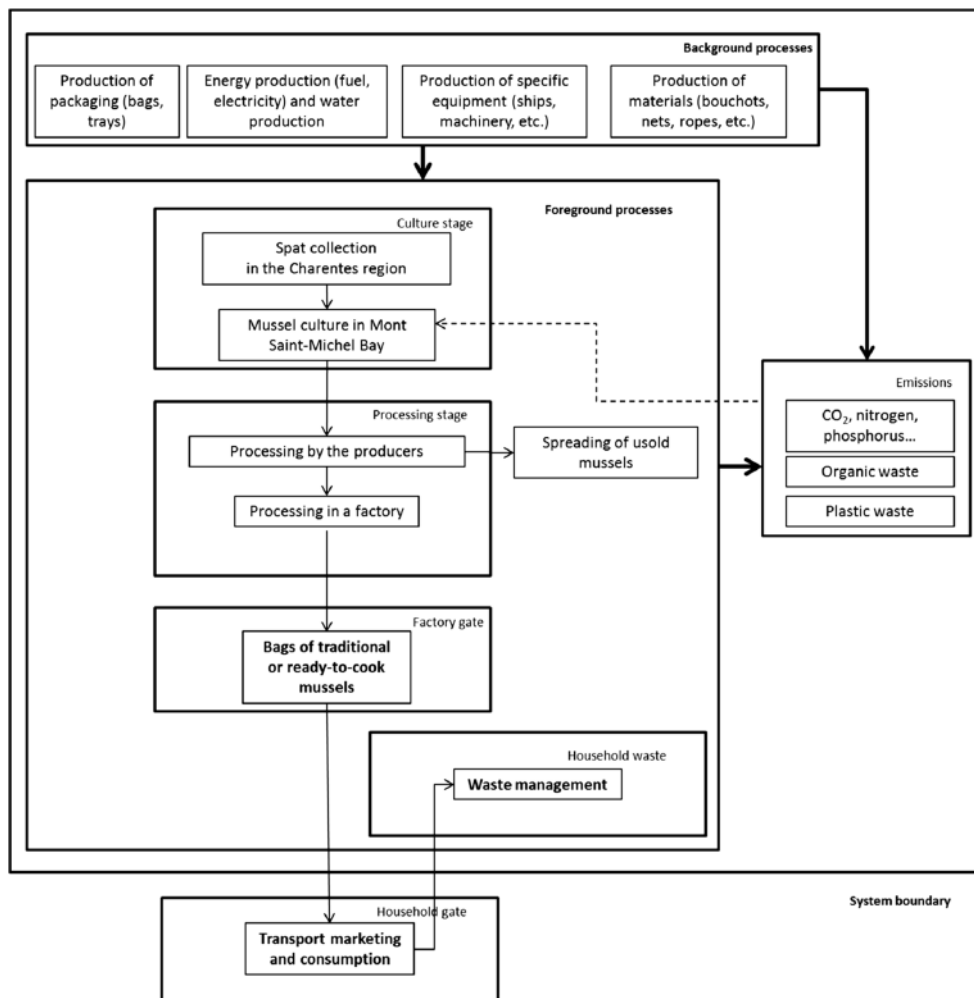 Background processes
Production of
packaging (bags,
trays)
Energy production (fuel,
electricity) and water
production
Production of specific
equipment (ships,
machinery, etc.)
Production of
materials (bouchots,
nets, ropes, etc.)
Foreground processes
Culture stage
Spat collection
in the Charentes region
Mussel culture in Mont
Saint-Michel Bay
Emissions
CO₂, nitrogen,
phosphorus...
Organic waste
Plastic waste
Processing stage
Processing by the producers
Spreading of usold
mussels
Processing in a factory
Factory gate
Bags of traditional
or ready-to-cook
mussels
Household waste
Waste management
System boundary
Household gate
Transport marketing
and consumption